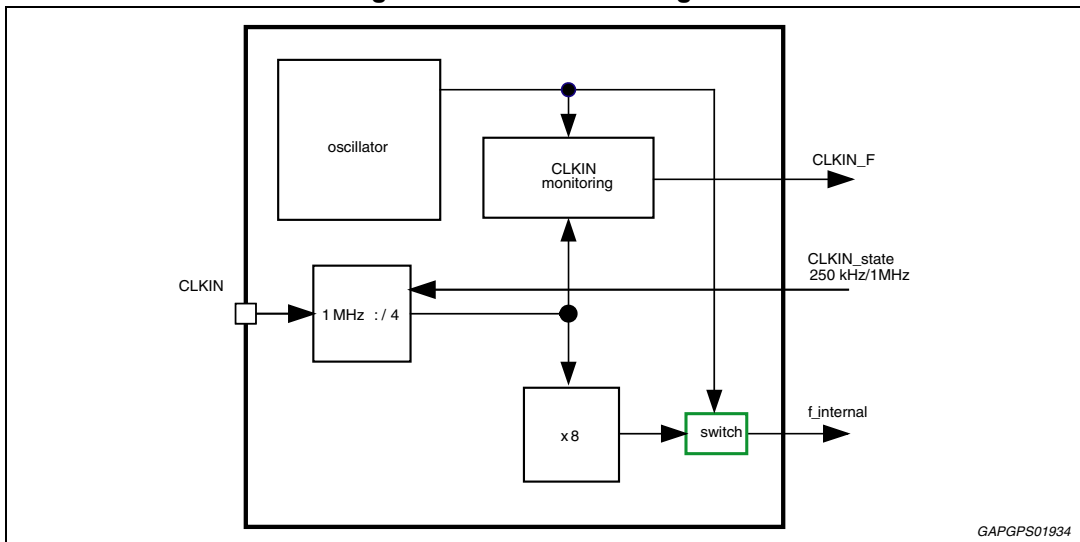 oscillator
CLKIN
monitoring
CLKIN_F
CLKIN_state
250 kHz/1MHz
CLKIN
1 MHz : / 4
x 8
switch
f_internal
GAPGPS01934